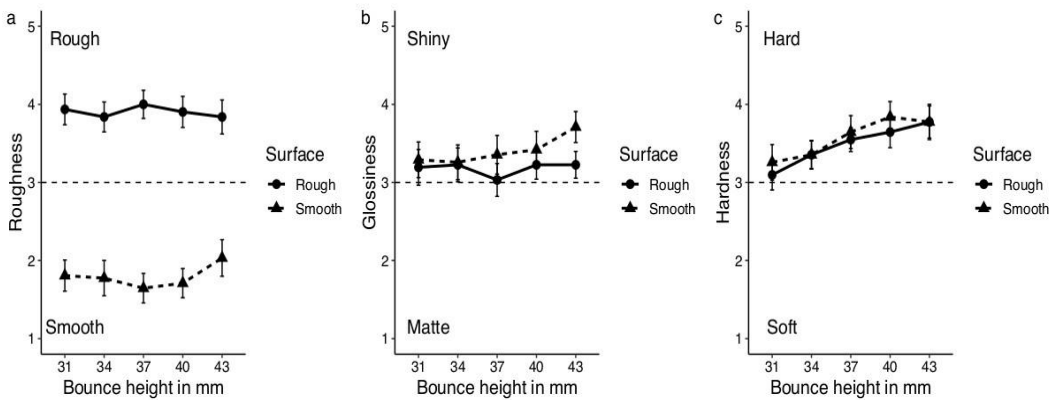 a
5
4
3
2
1
Roughness
Rough
Smooth
31 34 37 40 43
Bounce height in mm
Surface
Rough
Smooth
b
5
4
3
2
1
Glossiness
Shiny
Matte
31 34 37 40 43
Bounce height in mm
Surface
Rough
Smooth
c
5
4
3
2
1
Hardness
Hard
Soft
31 34 37 40 43
Bounce height in mm
Surface
Rough
Smooth